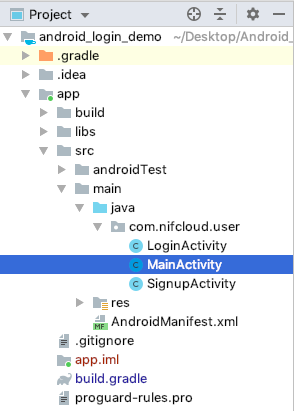 Project
android_login_demo ~/Desktop/Android_
.gradle
.idea
app
build
libs
src
androidTest
main
java
com.nifcloud.user
LoginActivity
MainActivity
SignupActivity
res
AndroidManifest.xml
.gitignore
app.iml
build.gradle
proguard-rules.pro